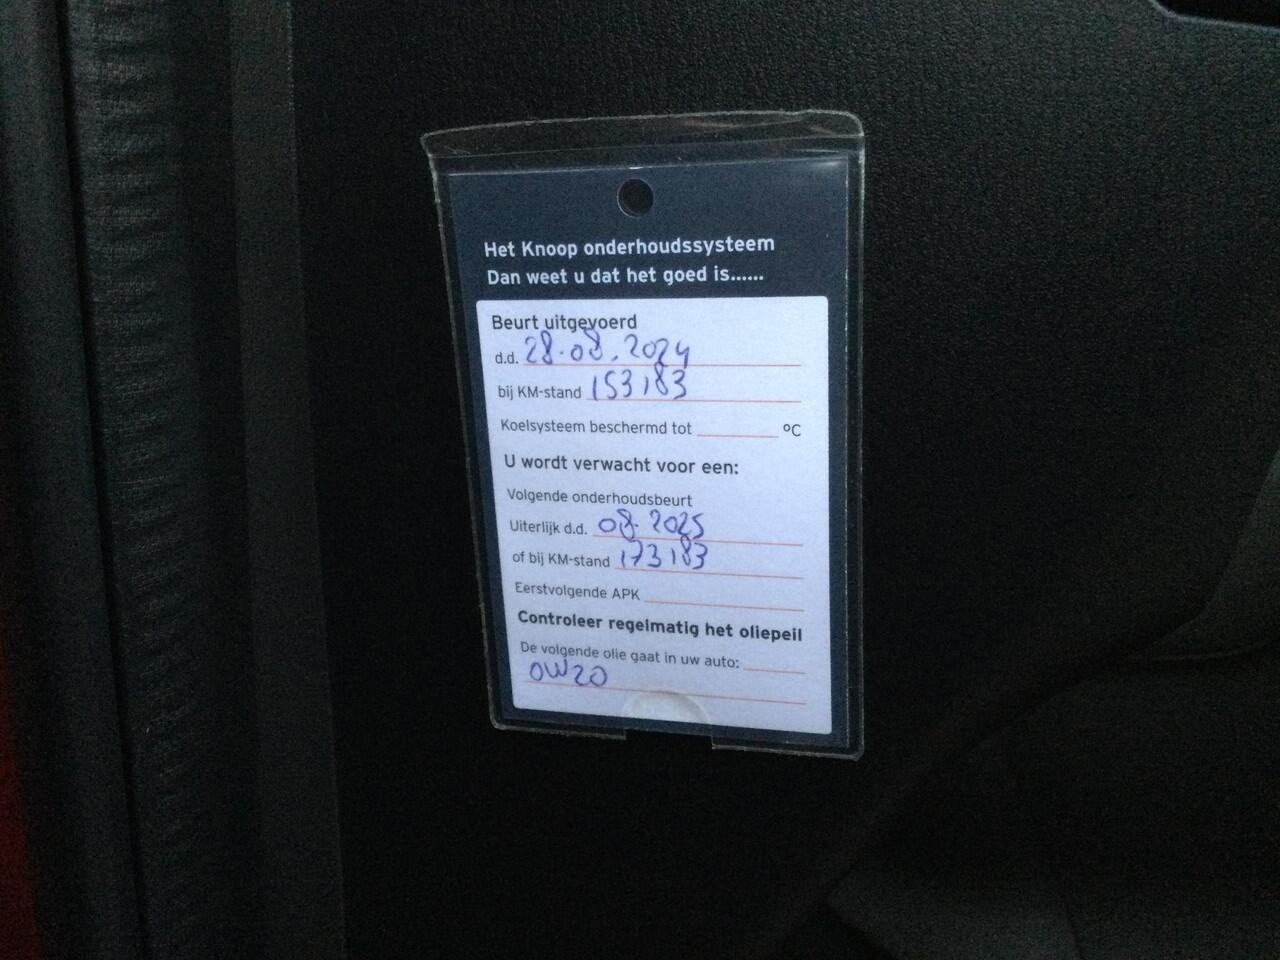 Het Knoop onderhoudssysteem
Dan weet u dat het goed is......
Beurt uitgevoerd
d.d. 28.08.2024
bij KM-stand 153183
Koelsysteem beschermd tot ºC
U wordt verwacht voor een:
Volgende onderhoudsbeurt
Uiterlijk d.d. 08.2025
of bij KM-stand 173183
Eerstvolgende APK
Controleer regelmatig het oliepeil
De volgende olie gaat in uw auto:
0W20